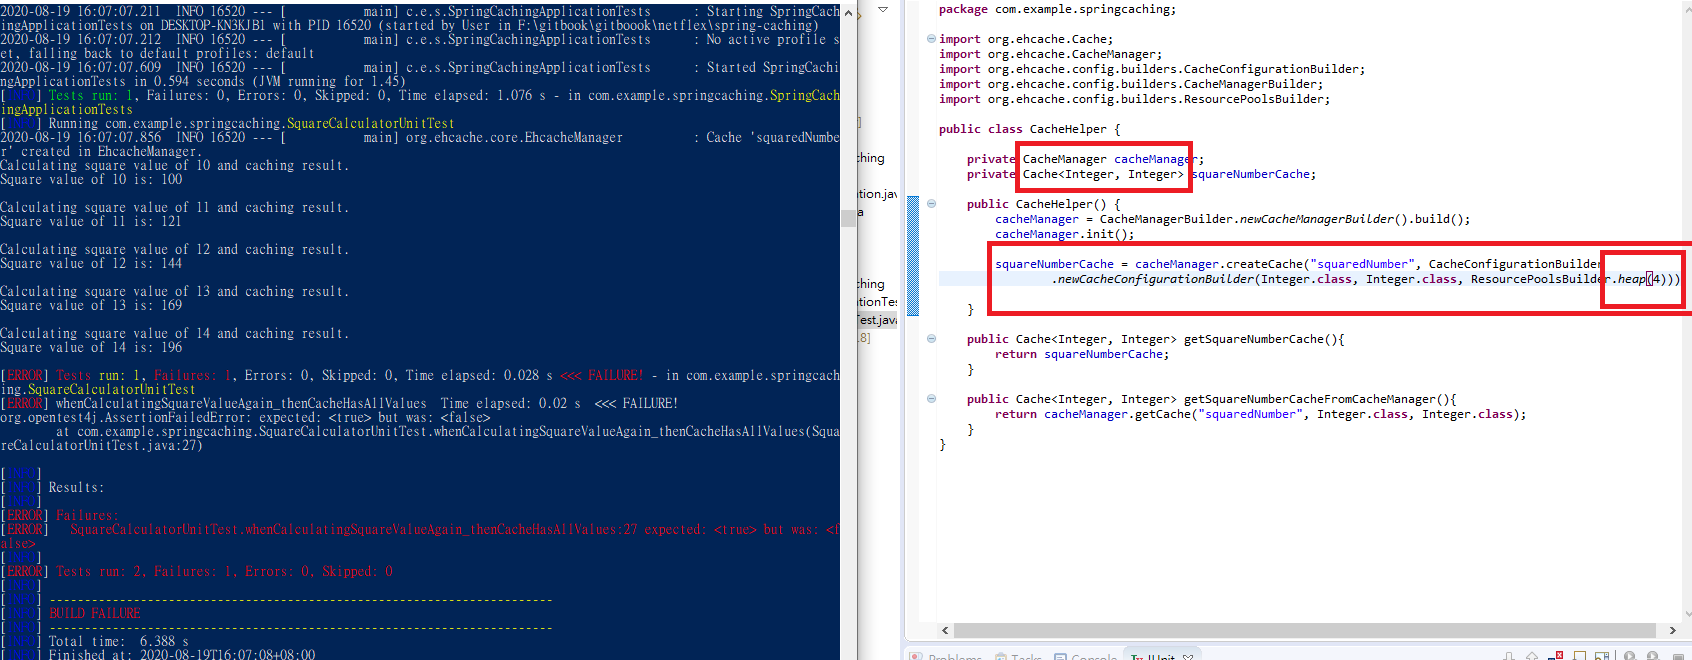 2020-08-19 16:07:07.211  INFO 16520 --- [           main] c.e.s.SpringCachingApplicationTests      : Starting SpringCach
ingApplicationTests on DESKTOP-KN3KJB1 with PID 16520 (started by User in F:\gitbook\gitboook\netflex\spring-caching)
2020-08-19 16:07:07.212  INFO 16520 --- [           main] c.e.s.SpringCachingApplicationTests      : No active profile s
et, falling back to default profiles: default
2020-08-19 16:07:07.609  INFO 16520 --- [           main] c.e.s.SpringCachingApplicationTests      : Started SpringCachi
ngApplicationTests in 0.594 seconds (JVM running for 1.45)
[INFO] Tests run: 1, Failures: 0, Errors: 0, Skipped: 0, Time elapsed: 1.076 s - in com.example.springcaching.SpringCach
ingApplicationTests
[INFO] Running com.example.springcaching.SquareCalculatorUnitTest
2020-08-19 16:07:07.856  INFO 16520 --- [           main] org.ehcache.core.EhcacheManager          : Cache 'squaredNumbe
r' created in EhcacheManager.
Calculating square value of 10 and caching result.
Square value of 10 is: 100
Calculating square value of 11 and caching result.
Square value of 11 is: 121
Calculating square value of 12 and caching result.
Square value of 12 is: 144
Calculating square value of 13 and caching result.
Square value of 13 is: 169
Calculating square value of 14 and caching result.
Square value of 14 is: 196
[ERROR] Tests run: 1, Failures: 1, Errors: 0, Skipped: 0, Time elapsed: 0.028 s <<< FAILURE! - in com.example.springcach
ing.SquareCalculatorUnitTest
[ERROR] whenCalculatingSquareValueAgain_thenCacheHasAllValues  Time elapsed: 0.02 s  <<< FAILURE!
org.opentest4j.AssertionFailedError: expected: <true> but was: <false>
        at com.example.springcaching.SquareCalculatorUnitTest.whenCalculatingSquareValueAgain_thenCacheHasAllValues(Squa
reCalculatorUnitTest.java:27)
[INFO]
[INFO] Results:
[INFO]
[ERROR] Failures:
[ERROR]   SquareCalculatorUnitTest.whenCalculatingSquareValueAgain_thenCacheHasAllValues:27 expected: <true> but was: <f
alse>
[INFO]
[ERROR] Tests run: 2, Failures: 1, Errors: 0, Skipped: 0
[INFO]
[INFO] ------------------------------------------------------------------------
[INFO] BUILD FAILURE
[INFO] ------------------------------------------------------------------------
[INFO] Total time:  6.388 s
[INFO] Finished at: 2020-08-19T16:07:08+08:00
ching
tion.jav
a
ching
tionTes
Test.java
.8]
package com.example.springcaching;
import org.ehcache.Cache;
import org.ehcache.CacheManager;
import org.ehcache.config.builders.CacheConfigurationBuilder;
import org.ehcache.config.builders.CacheManagerBuilder;
import org.ehcache.config.builders.ResourcePoolsBuilder;
public class CacheHelper {
    private CacheManager cacheManager;
    private Cache<Integer, Integer> squareNumberCache;
    public CacheHelper() {
        cacheManager = CacheManagerBuilder.newCacheManagerBuilder().build();
        cacheManager.init();
        squareNumberCache = cacheManager.createCache("squaredNumber", CacheConfigurationBuilder
                .newCacheConfigurationBuilder(Integer.class, Integer.class, ResourcePoolsBuilder.heap(4)))
    }
    public Cache<Integer, Integer> getSquareNumberCache(){
        return squareNumberCache;
    }
    public Cache<Integer, Integer> getSquareNumberCacheFromCacheManager(){
        return cacheManager.getCache("squaredNumber", Integer.class, Integer.class);
    }
}
Problems Tasks Console JUnit